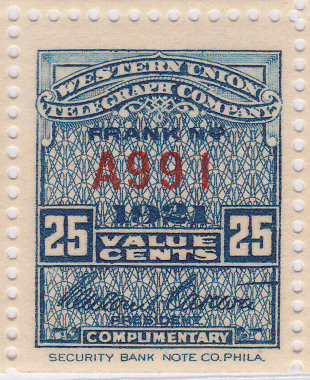 WESTERN UNION
TELEGRAPH COMPANY
FRANK No
A991
1921
25 VALUE 25
CENTS
PRESIDENT
COMPLIMENTARY
SECURITY BANK NOTE CO. PHILA.